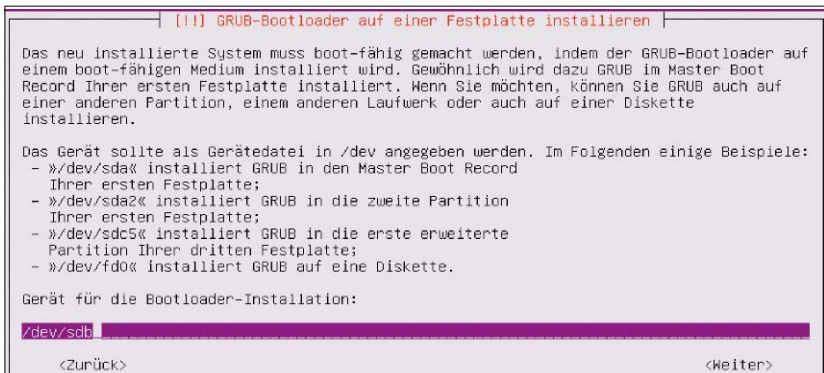 [!!] GRUB-Bootloader auf einer Festplatte installieren
Das neu installierte System muss boot-fähig gemacht werden, indem der GRUB-Bootloader auf
einem boot-fähigen Medium installiert wird. Gewöhnlich wird dazu GRUB im Master Boot
Record Ihrer ersten Festplatte installiert. Wenn Sie möchten, können Sie GRUB auch auf
einer anderen Partition, einem anderen Laufwerk oder auch auf einer Diskette
installieren.
Das Gerät sollte als Gerätedatei in /dev angegeben werden. Im Folgenden einige Beispiele:
- »/dev/sda« installiert GRUB in den Master Boot Record
Ihrer ersten Festplatte;
- »/dev/sda2« installiert GRUB in die zweite Partition
Ihrer ersten Festplatte;
- »/dev/sdc5« installiert GRUB in die erste erweiterte
Partition Ihrer dritten Festplatte;
- »/dev/fd0« installiert GRUB auf eine Diskette.
Gerät für die Bootloader-Installation:
/dev/sdb
<Zurück> <Weiter>